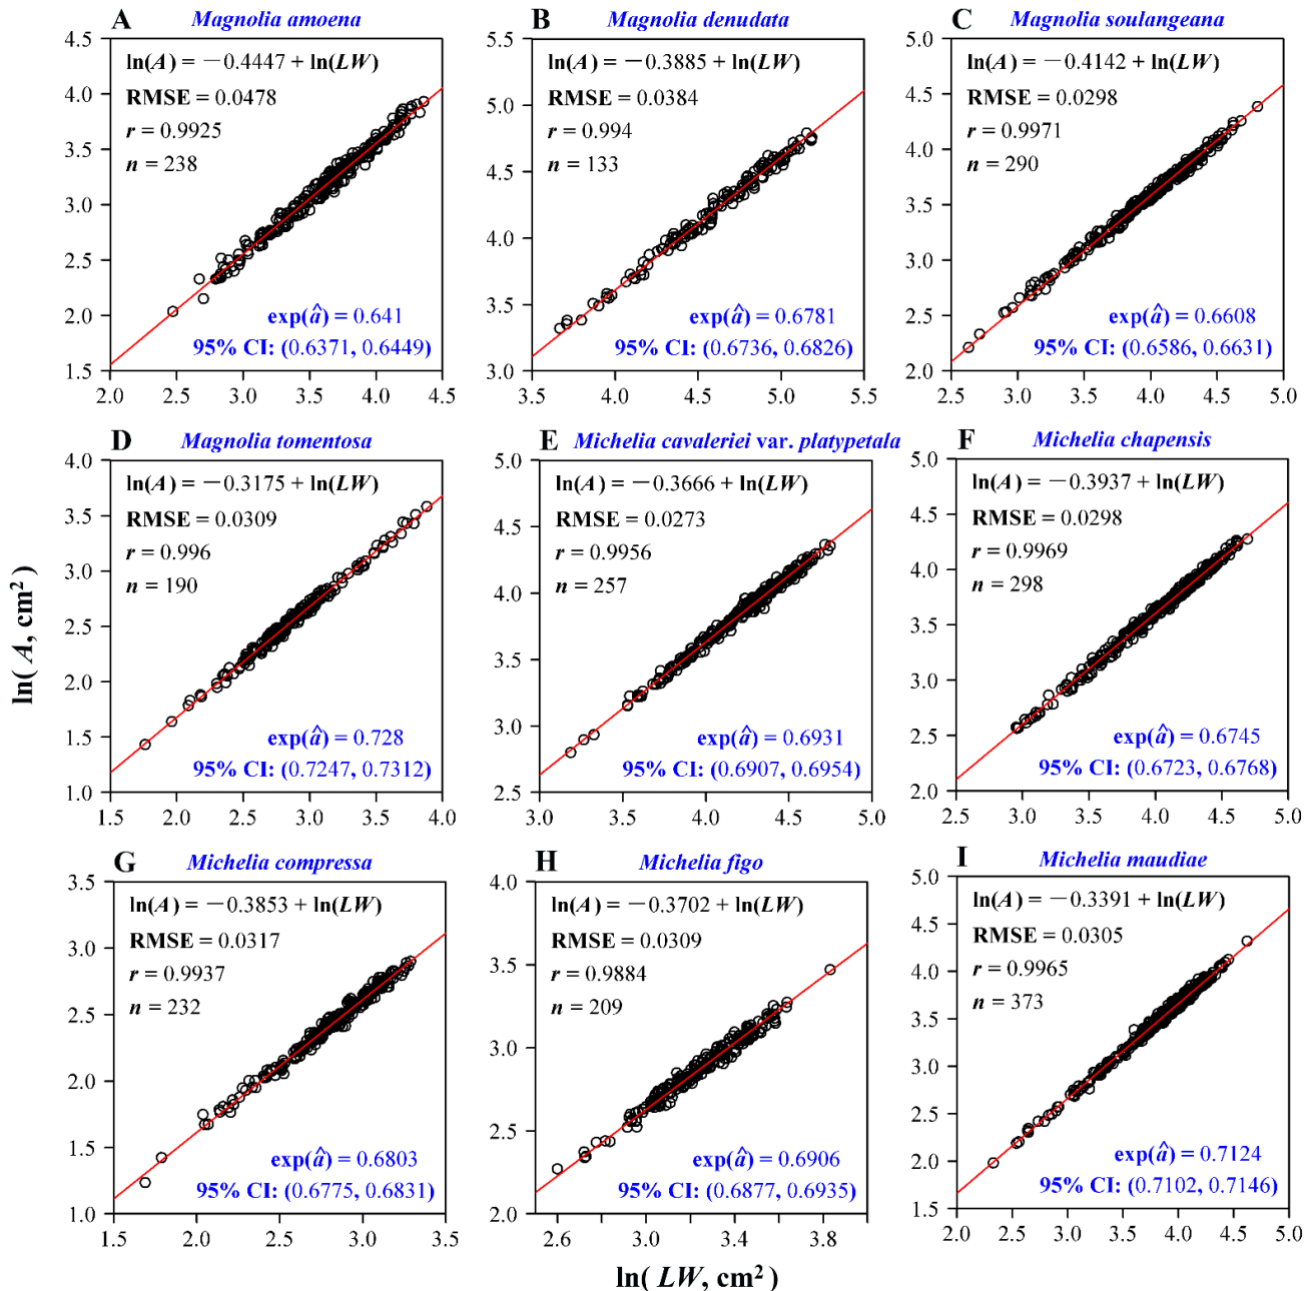 A Magnolia amoena
ln(A) = −0.4447 + ln(LW)
RMSE = 0.0478
r = 0.9925
n = 238
exp(â) = 0.641
95% CI: (0.6371, 0.6449)
4.5
4.0
3.5
3.0
2.5
2.0
1.5
2.0 2.5 3.0 3.5 4.0 4.5
B Magnolia denudata
ln(A) = −0.3885 + ln(LW)
RMSE = 0.0384
r = 0.994
n = 133
exp(â) = 0.6781
95% CI: (0.6736, 0.6826)
5.5
5.0
4.5
4.0
3.5
3.0
3.5 4.0 4.5 5.0 5.5
C Magnolia soulangeana
ln(A) = −0.4142 + ln(LW)
RMSE = 0.0298
r = 0.9971
n = 290
exp(â) = 0.6608
95% CI: (0.6586, 0.6631)
5.0
4.5
4.0
3.5
3.0
2.5
2.0
2.5 3.0 3.5 4.0 4.5 5.0
D Magnolia tomentosa
ln(A) = −0.3175 + ln(LW)
RMSE = 0.0309
r = 0.996
n = 190
exp(â) = 0.728
95% CI: (0.7247, 0.7312)
4.0
3.5
3.0
2.5
2.0
1.5
1.0
1.5 2.0 2.5 3.0 3.5 4.0
E Michelia cavaleriei var. platypetala
ln(A) = −0.3666 + ln(LW)
RMSE = 0.0273
r = 0.9956
n = 257
exp(â) = 0.6931
95% CI: (0.6907, 0.6954)
5.0
4.5
4.0
3.5
3.0
2.5
3.0 3.5 4.0 4.5 5.0
F Michelia chapensis
ln(A) = −0.3937 + ln(LW)
RMSE = 0.0298
r = 0.9969
n = 298
exp(â) = 0.6745
95% CI: (0.6723, 0.6768)
5.0
4.5
4.0
3.5
3.0
2.5
2.0
2.5 3.0 3.5 4.0 4.5 5.0
G Michelia compressa
ln(A) = −0.3853 + ln(LW)
RMSE = 0.0317
r = 0.9937
n = 232
exp(â) = 0.6803
95% CI: (0.6775, 0.6831)
3.5
3.0
2.5
2.0
1.5
1.0
1.5 2.0 2.5 3.0 3.5
H Michelia figo
ln(A) = −0.3702 + ln(LW)
RMSE = 0.0309
r = 0.9884
n = 209
exp(â) = 0.6906
95% CI: (0.6877, 0.6935)
4.0
3.5
3.0
2.5
2.0
2.6 3.0 3.4 3.8
I Michelia maudiae
ln(A) = −0.3391 + ln(LW)
RMSE = 0.0305
r = 0.9965
n = 373
exp(â) = 0.7124
95% CI: (0.7102, 0.7146)
5.0
4.5
4.0
3.5
3.0
2.5
2.0
1.5
2.0 2.5 3.0 3.5 4.0 4.5 5.0
ln( A, cm²)
ln( LW, cm²)